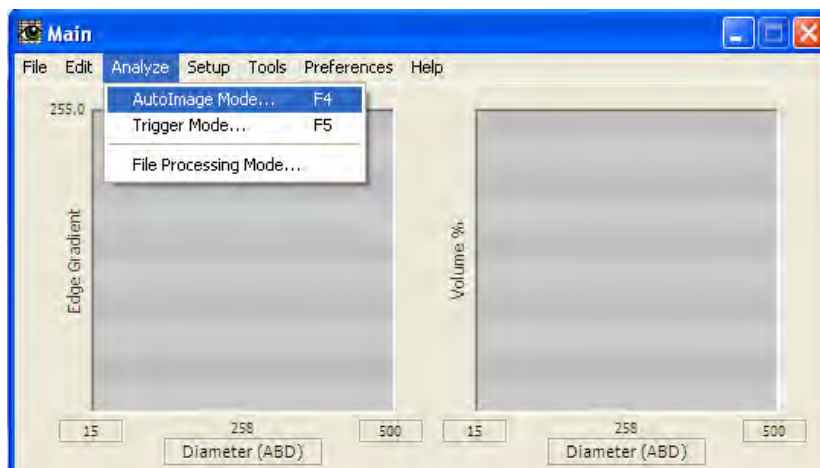 Main
File Edit Analyze Setup Tools Preferences Help
AutoImage Mode... F4
Trigger Mode... F5
File Processing Mode...
255.0
Edge Gradient
15 258 500
Diameter (ABD)
Volume %
15 258 500
Diameter (ABD)